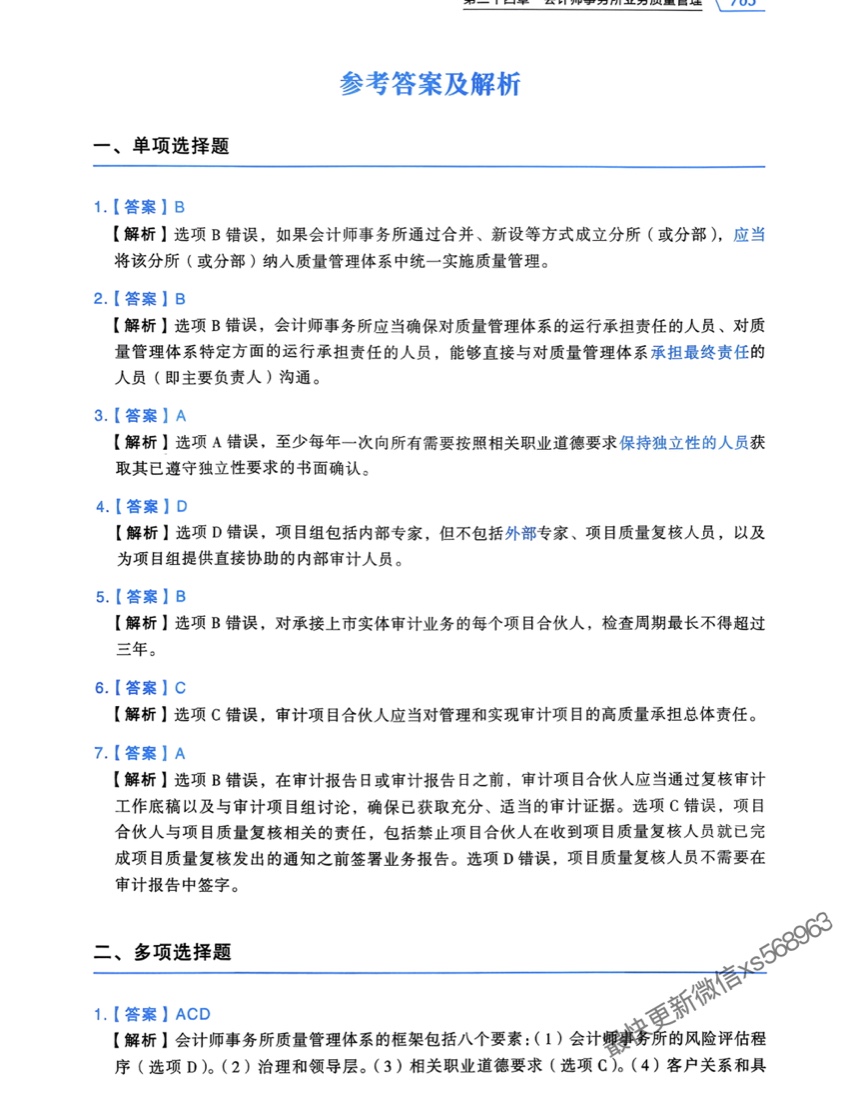 第二十四章 会计师事务所业务质量管理 765
参考答案及解析
一、单项选择题
1.【答案】B
【解析】选项 B 错误，如果会计师事务所通过合并、新设等方式成立分所（或分部），应当
将该分所（或分部）纳入质量管理体系中统一实施质量管理。
2.【答案】B
【解析】选项 B 错误，会计师事务所应当确保对质量管理体系的运行承担责任的人员、对质
量管理体系特定方面的运行承担责任的人员，能够直接与对质量管理体系承担最终责任的
人员（即主要负责人）沟通。
3.【答案】A
【解析】选项 A 错误，至少每年一次向所有需要按照相关职业道德要求保持独立性的人员获
取其已遵守独立性要求的书面确认。
4.【答案】D
【解析】选项 D 错误，项目组包括内部专家，但不包括外部专家、项目质量复核人员，以及
为项目组提供直接协助的内部审计人员。
5.【答案】B
【解析】选项 B 错误，对承接上市实体审计业务的每个项目合伙人，检查周期最长不得超过
三年。
6.【答案】C
【解析】选项 C 错误，审计项目合伙人应当对管理和实现审计项目的高质量承担总体责任。
7.【答案】A
【解析】选项 B 错误，在审计报告日或审计报告日之前，审计项目合伙人应当通过复核审计
工作底稿以及与审计项目组讨论，确保已获取充分、适当的审计证据。选项 C 错误，项目
合伙人与项目质量复核相关的责任，包括禁止项目合伙人在收到项目质量复核人员就已完
成项目质量复核发出的通知之前签署业务报告。选项 D 错误，项目质量复核人员不需要在
审计报告中签字。
二、多项选择题
1.【答案】ACD
【解析】会计师事务所质量管理体系的框架包括八个要素：（1）会计师事务所的风险评估程
序（选项 D）。（2）治理和领导层。（3）相关职业道德要求（选项 C）。（4）客户关系和具
最快更新微信xs568963